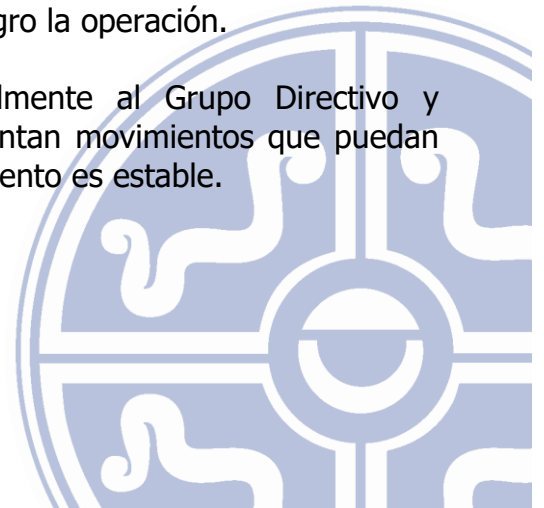 gro la operación.
lmente al Grupo Directivo y
ntan movimientos que puedan
ento es estable.